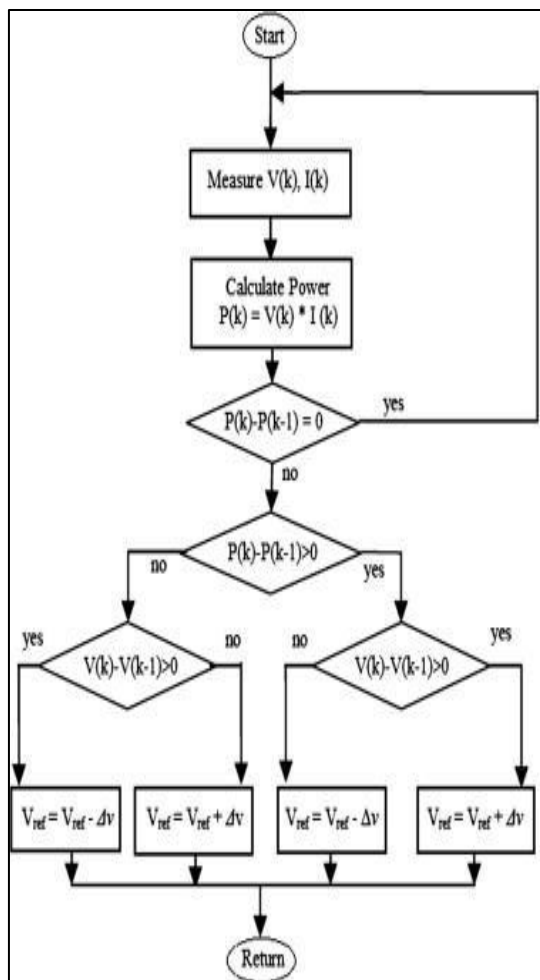 Start
Measure V(k), I(k)
Calculate Power
P(k) = V(k) * I (k)
P(k)-P(k-1) = 0
yes
no
P(k)-P(k-1)>0
no
yes
yes
V(k)-V(k-1)>0
no
no
V(k)-V(k-1)>0
yes
Vref = Vref - Δv
Vref = Vref + Δv
Vref = Vref - Δv
Vref = Vref + Δv
Return